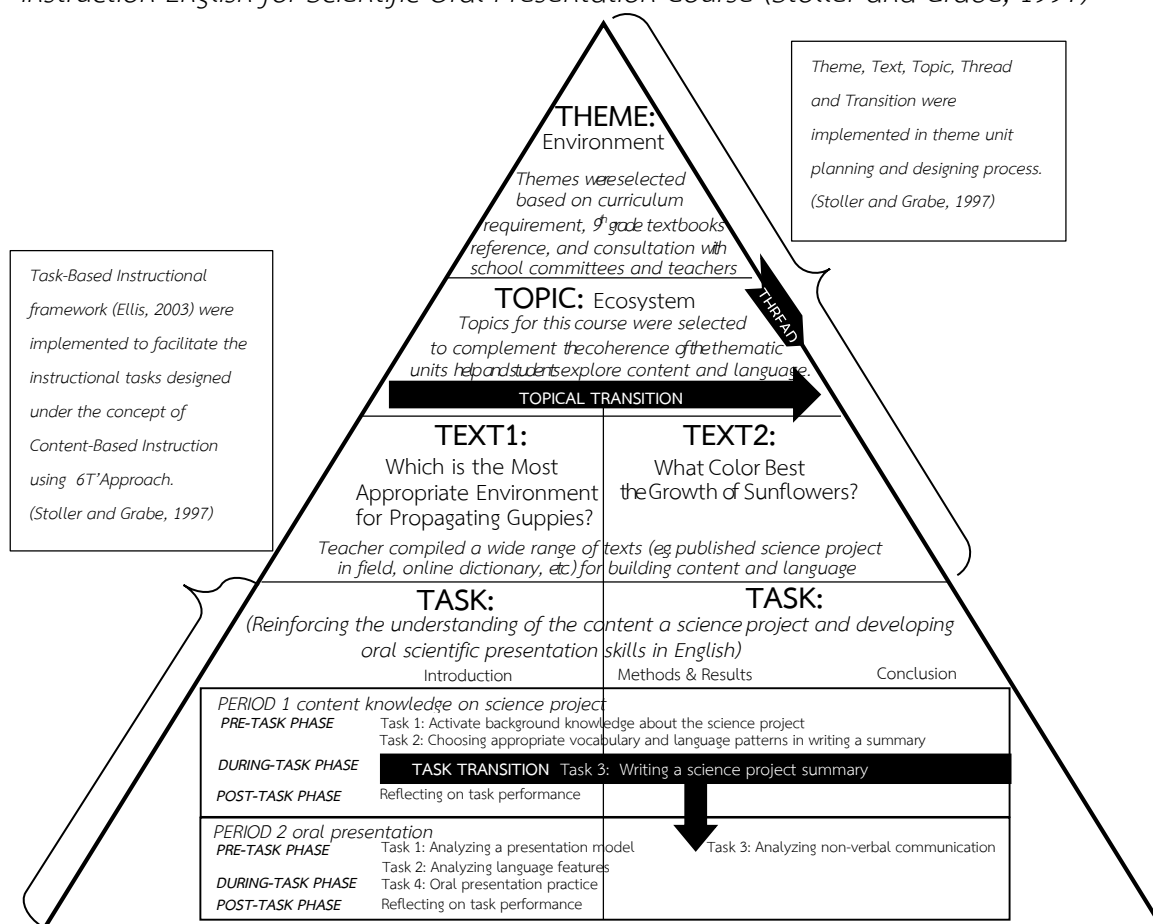 Instruction English for Scientific Oral Presentation Course (Stoller and Grabe, 1997)
Theme, Text, Topic, Thread
and Transition were
implemented in theme unit
planning and designing process.
(Stoller and Grabe, 1997)
THEME:
Environment
Themes were selected
based on curriculum
requirement, 9th grade textbooks
reference, and consultation with
school committees and teachers
THREAD
Task-Based Instructional
framework (Ellis, 2003) were
implemented to facilitate the
instructional tasks designed
under the concept of
Content-Based Instruction
using 6T'Approach.
(Stoller and Grabe, 1997)
TOPIC: Ecosystem
Topics for this course were selected
to complement the coherence of the thematic
units help and students explore content and language.
TOPICAL TRANSITION
TEXT1:
Which is the Most
Appropriate Environment
for Propagating Guppies?
TEXT2:
What Color Best
the Growth of Sunflowers?
Teacher compiled a wide range of texts (eg published science project
in field, online dictionary, etc) for building content and language
TASK: TASK:
(Reinforcing the understanding of the content a science project and developing
oral scientific presentation skills in English)
Introduction Methods & Results Conclusion
PERIOD 1 content knowledge on science project
PRE-TASK PHASE Task 1: Activate background knowledge about the science project
Task 2: Choosing appropriate vocabulary and language patterns in writing a summary
DURING-TASK PHASE TASK TRANSITION Task 3: Writing a science project summary
POST-TASK PHASE Reflecting on task performance
PERIOD 2 oral presentation
PRE-TASK PHASE Task 1: Analyzing a presentation model Task 3: Analyzing non-verbal communication
Task 2: Analyzing language features
DURING-TASK PHASE Task 4: Oral presentation practice
POST-TASK PHASE Reflecting on task performance